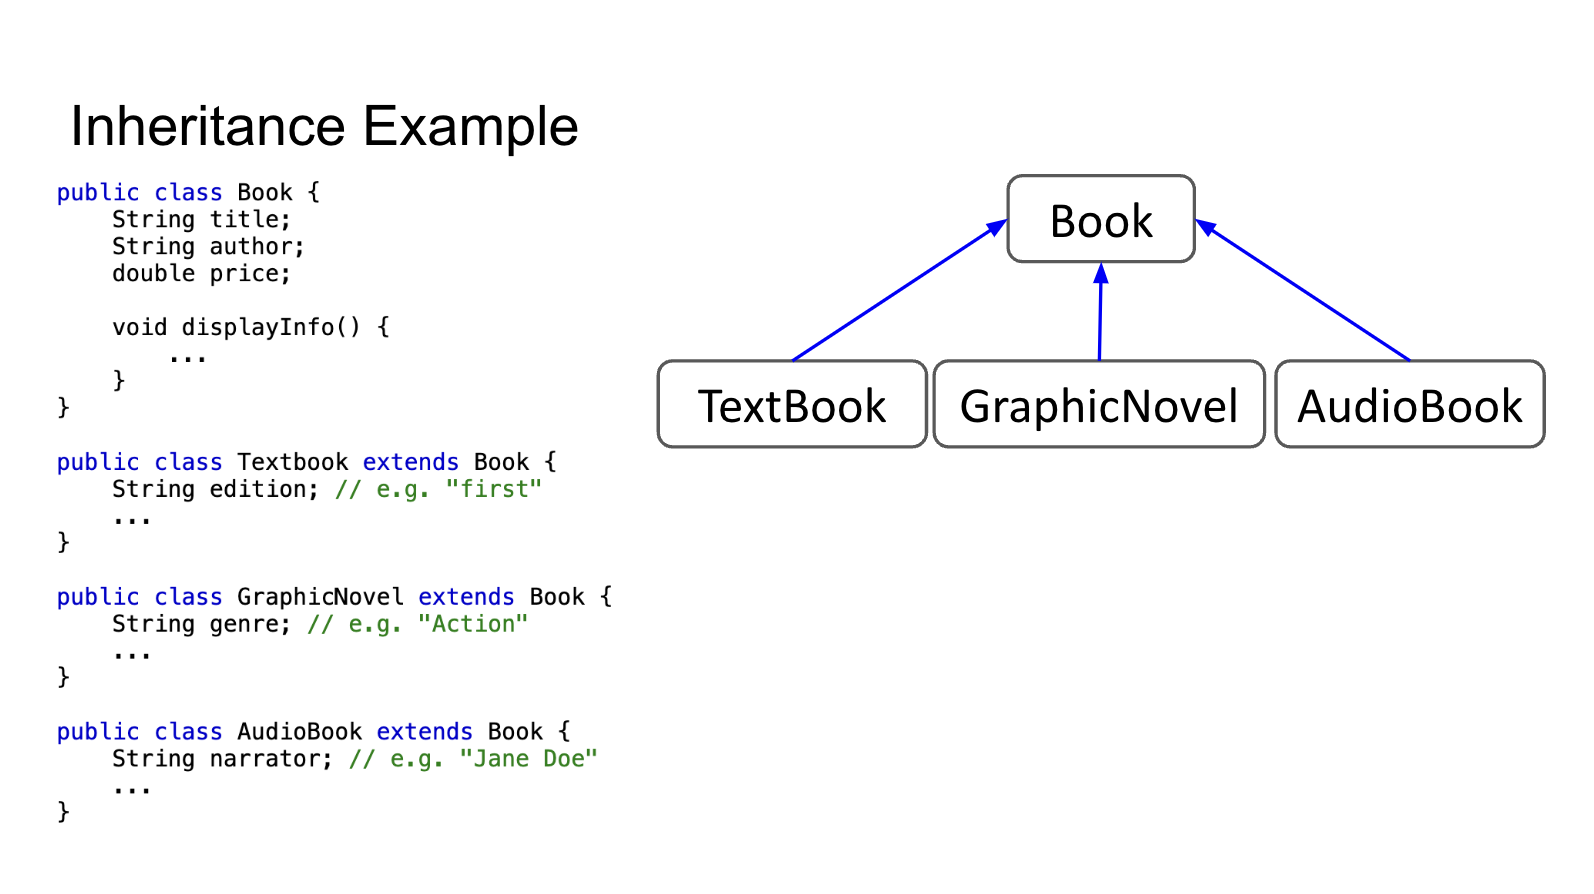 Inheritance Example
public class Book {
    String title;
    String author;
    double price;

    void displayInfo() {
        ...
    }
}

public class Textbook extends Book {
    String edition; // e.g. "first"
    ...
}

public class GraphicNovel extends Book {
    String genre; // e.g. "Action"
    ...
}

public class AudioBook extends Book {
    String narrator; // e.g. "Jane Doe"
    ...
}
Book
TextBook
GraphicNovel
AudioBook